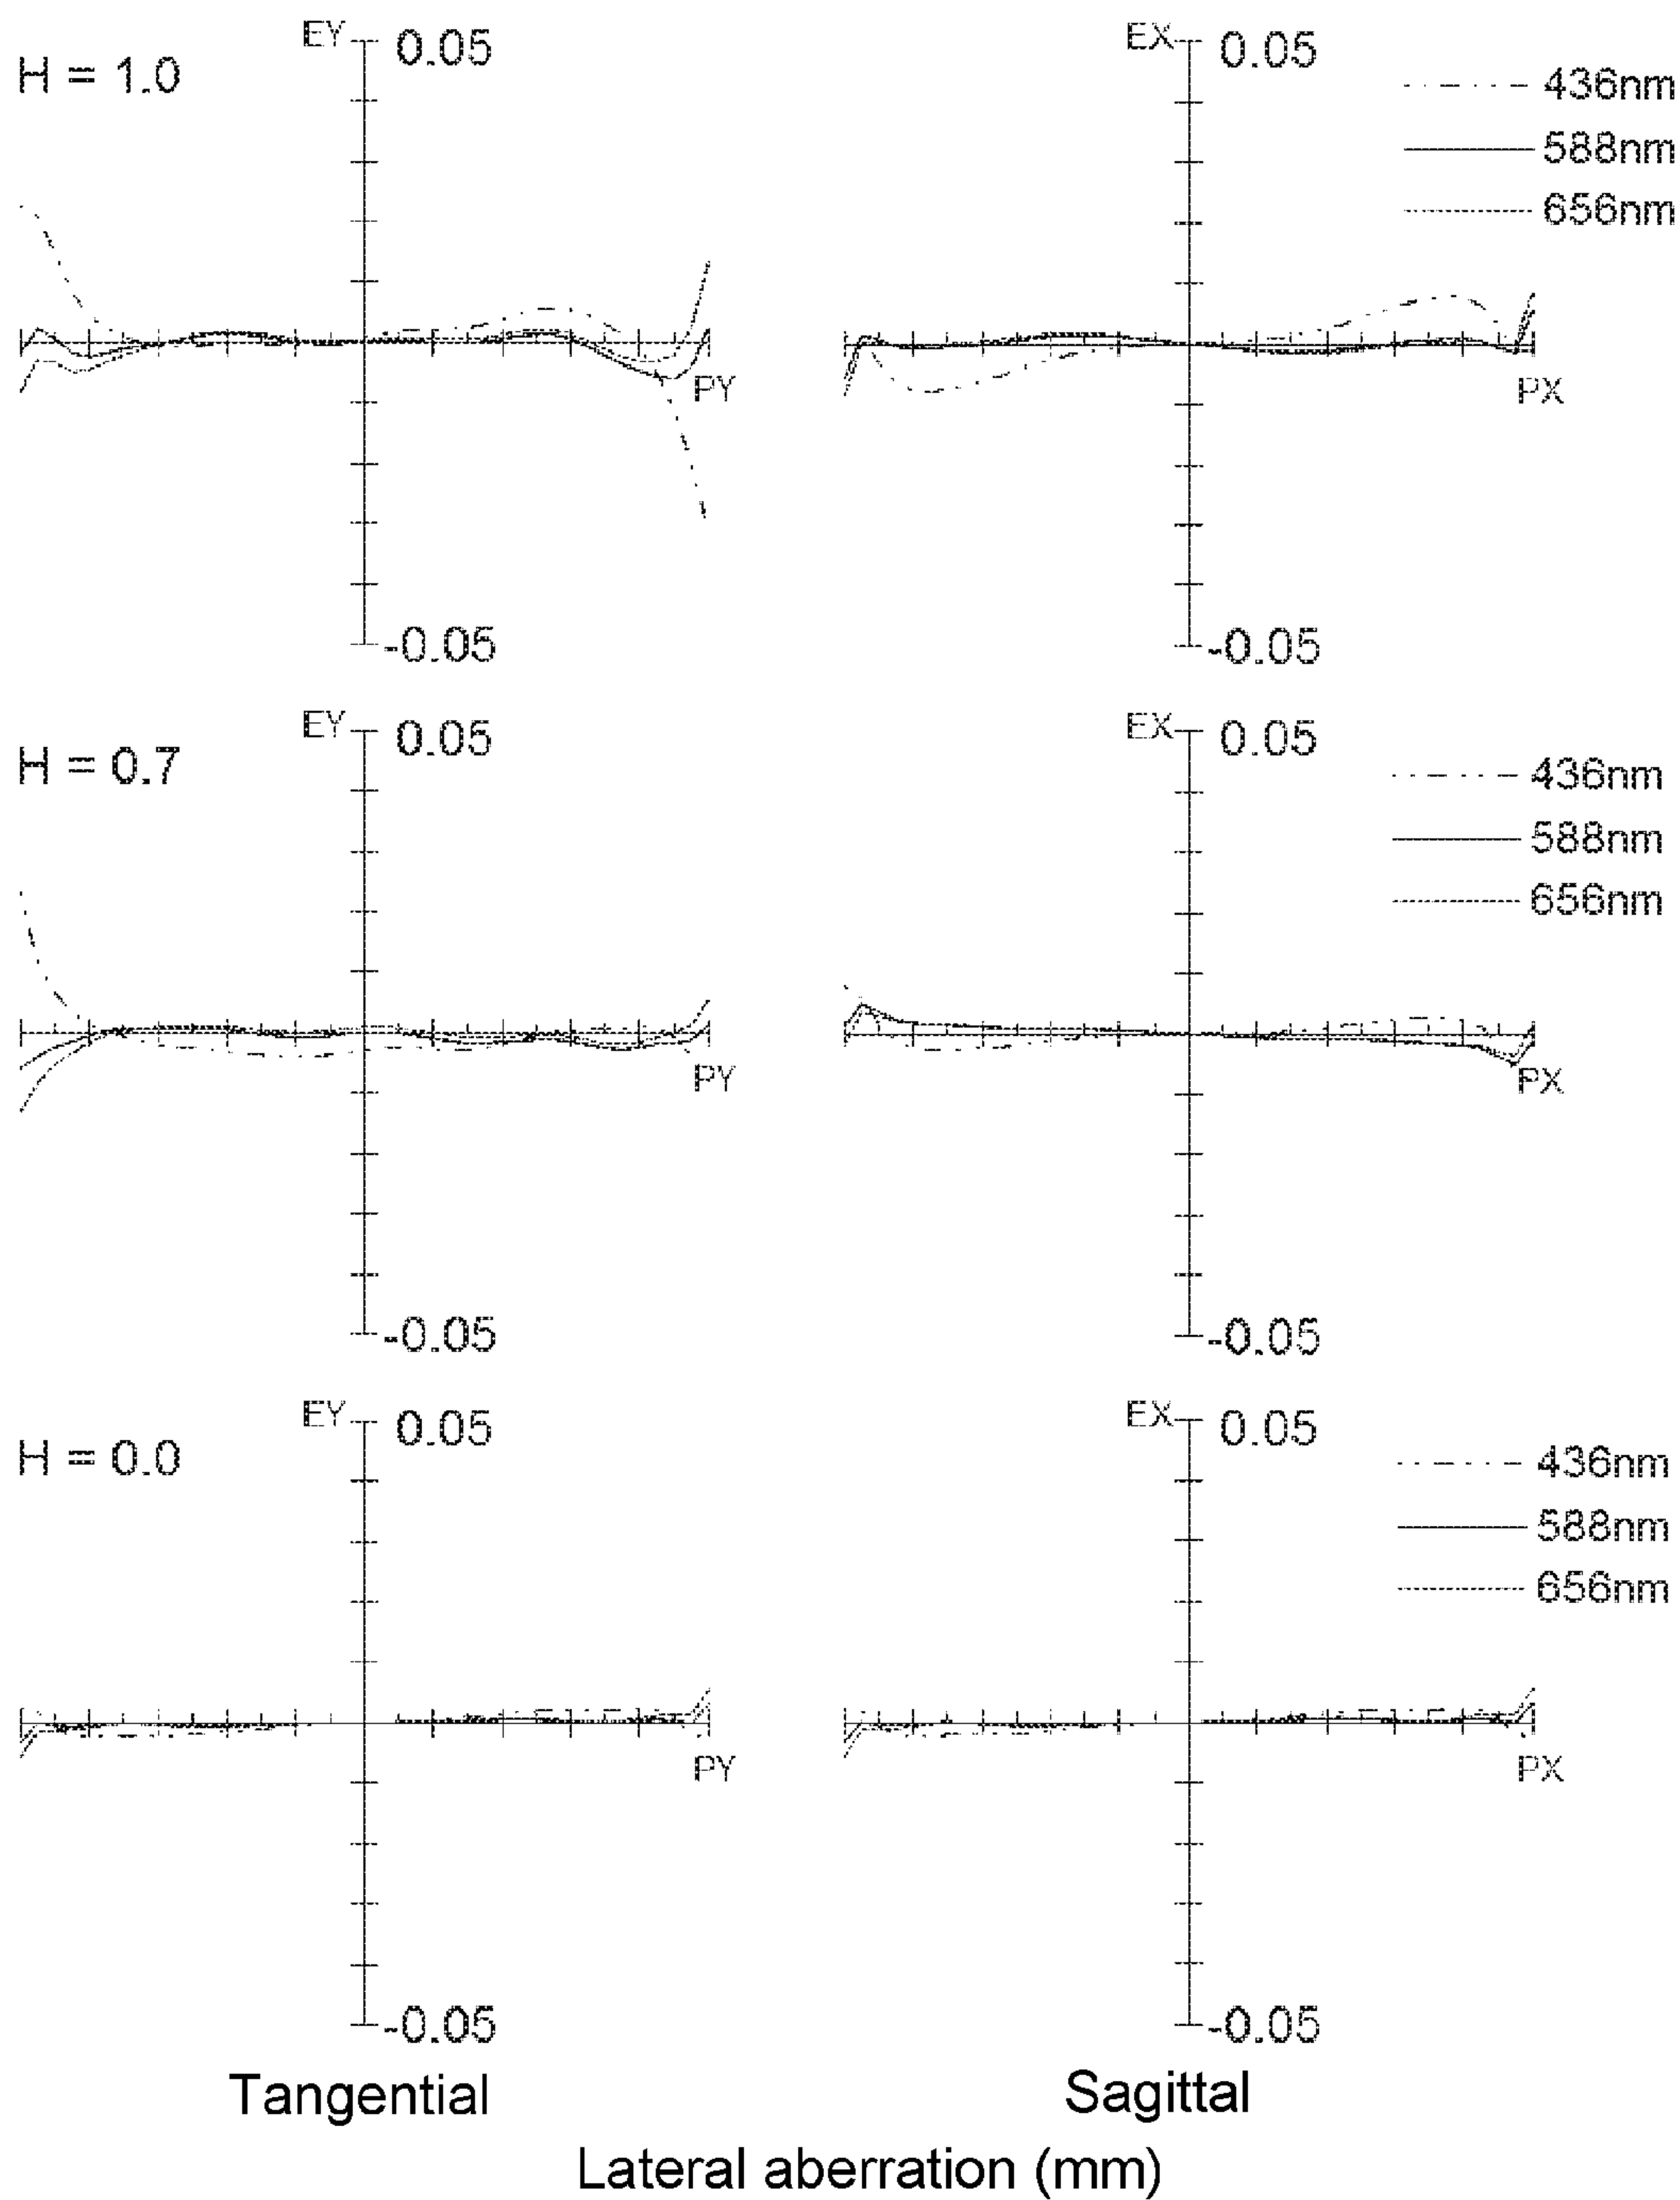 EY 0.05 EX 0.05
H = 1.0
436nm
588nm
656nm
PY PX
-0.05 -0.05
EY 0.05 EX 0.05
H = 0.7
436nm
588nm
656nm
PY PX
-0.05 -0.05
EY 0.05 EX 0.05
H = 0.0
436nm
588nm
656nm
PY PX
-0.05 -0.05
Tangential Sagittal
Lateral aberration (mm)